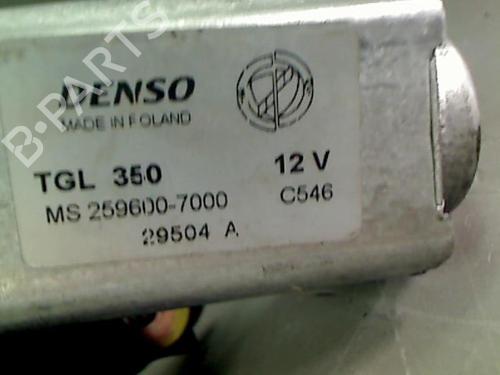 DENSO
MADE IN POLAND
TGL 350
12 V
MS 259600-7000
C546
29504 A
B-PARTS